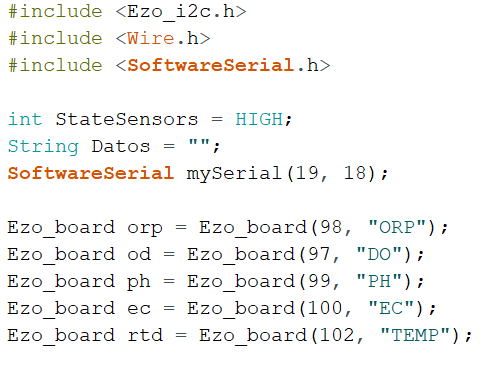 #include <Ezo_i2c.h>
#include <Wire.h>
#include <SoftwareSerial.h>
int StateSensors = HIGH;
String Datos = "";
SoftwareSerial mySerial(19, 18);
Ezo_board orp = Ezo_board(98, "ORP");
Ezo_board od = Ezo_board(97, "DO");
Ezo_board ph = Ezo_board(99, "PH");
Ezo_board ec = Ezo_board(100, "EC");
Ezo_board rtd = Ezo_board(102, "TEMP");